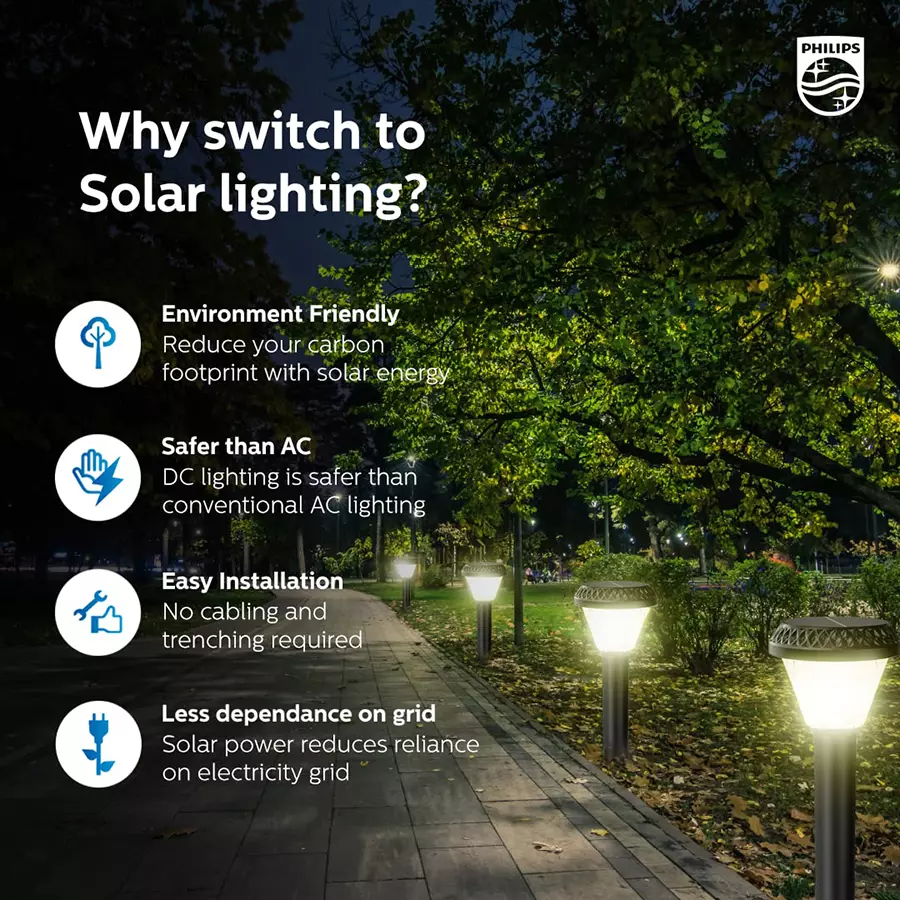 PHILIPS
Why switch to
Solar lighting?
Environment Friendly
Reduce your carbon
footprint with solar energy
Safer than AC
DC lighting is safer than
conventional AC lighting
Easy Installation
No cabling and
trenching required
Less dependance on grid
Solar power reduces reliance
on electricity grid